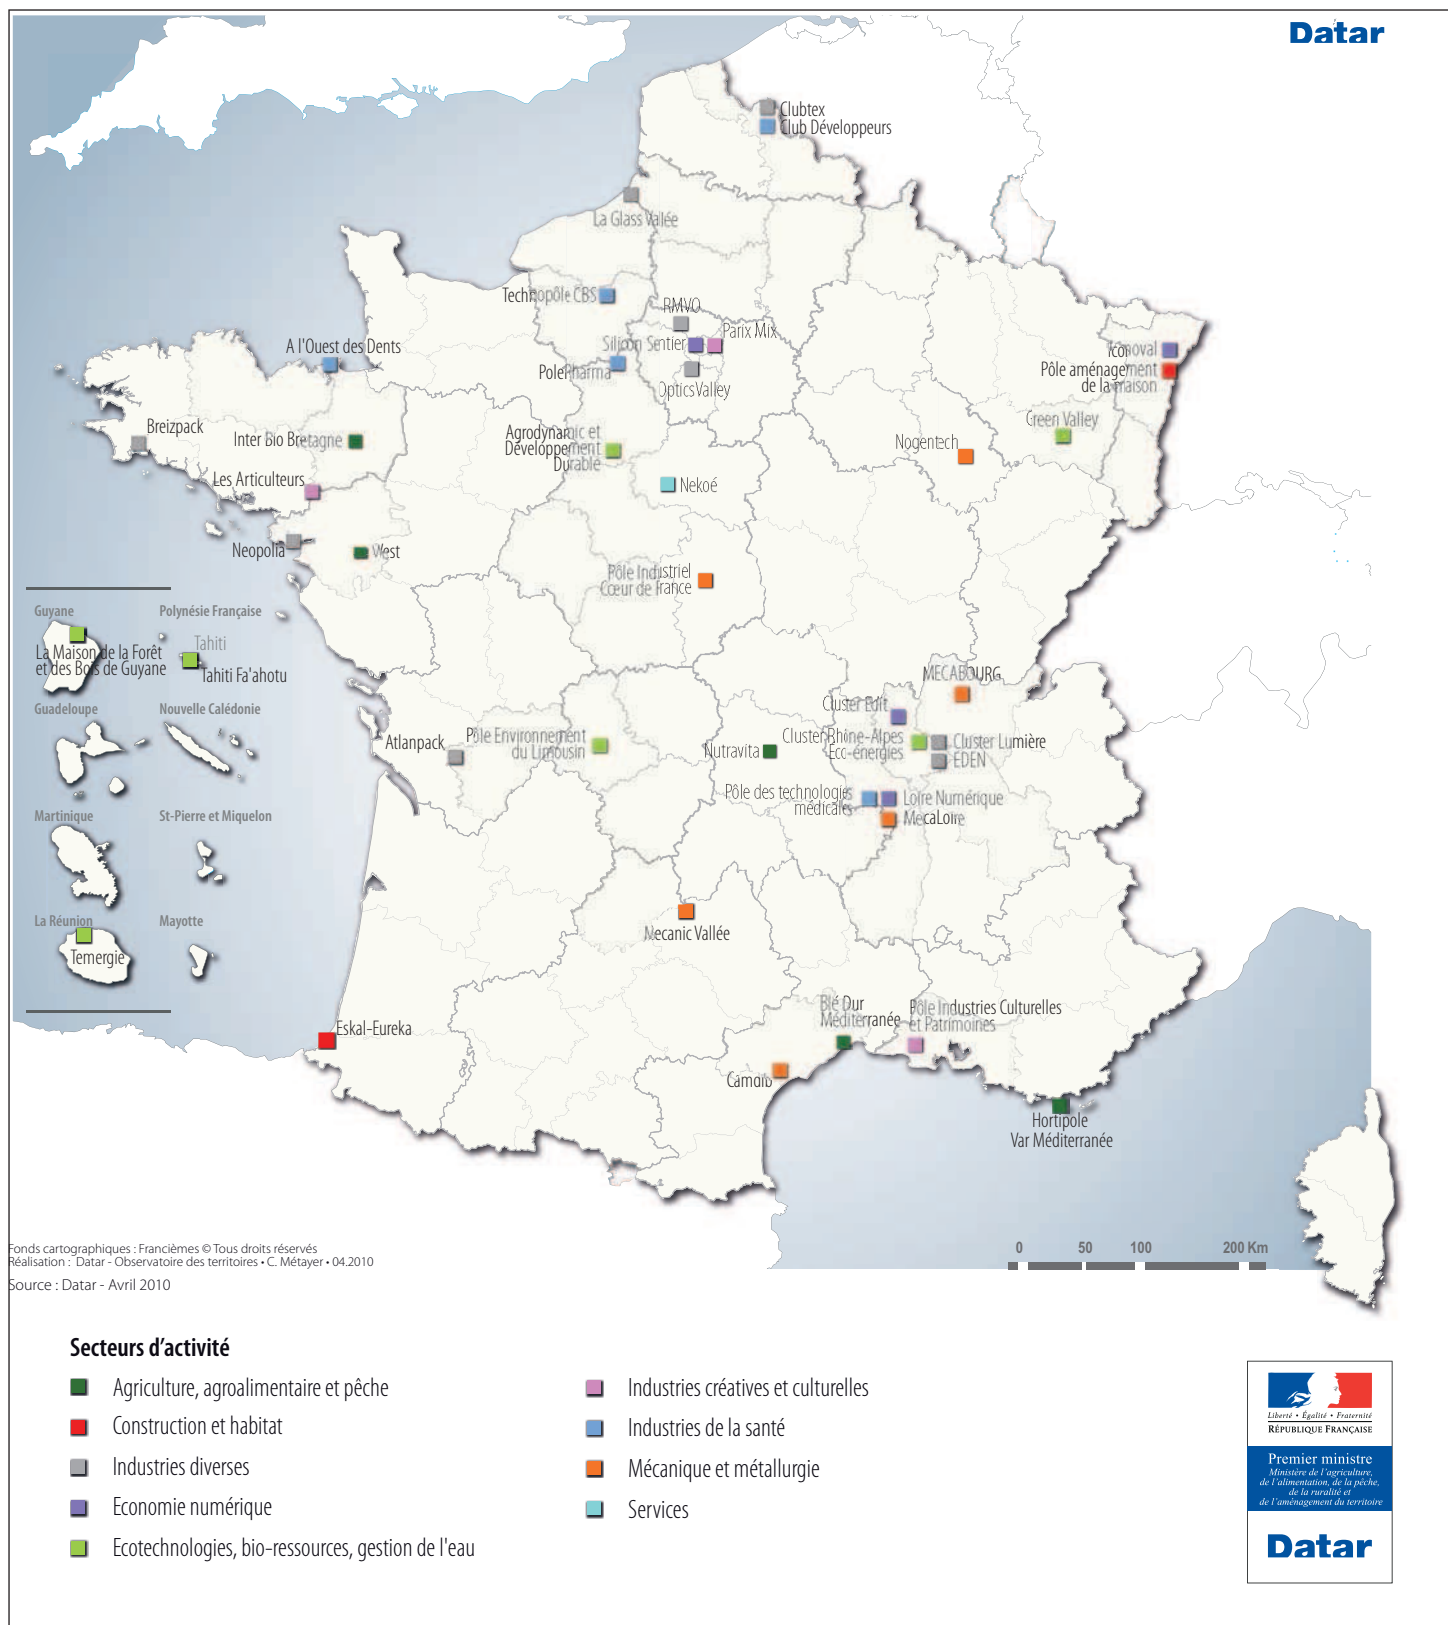 Datar
Clubtex
Club Développeurs
La Glass Valée
Technopôle CBS
RMVO
Parix Mix
Silicon Sentier
A l'Ouest des Dents
PolePharma
OpticsValley
Iconoval
Pôle aménagement
de la maison
Breizpack
Inter Bio Bretagne
Agrodynamic et
Développement
Durable
Green Valley
Nogentech
Les Articulteurs
Nekoé
Neopolia
West
Pôle Industriel
Cœur de France
Guyane
La Maison de la Forêt
et des Bois de Guyane
Polynésie Française
Tahiti
Tahiti Fa'ahotu
MECABOURG
Guadeloupe
Nouvelle Calédonie
Cluster Edit
Atlanpack
Pôle Environnement
du Limousin
Nutravita
Cluster Rhône-Alpes
Eco-énergies
Cluster Lumière
EDEN
Pôle des technologies
médicales
Loire Numérique
MécaLoire
Martinique
St-Pierre et Miquelon
La Réunion
Temergie
Mayotte
Mecanic Vallée
Eskal-Eureka
Blé Dur
Méditerranée
Pôle Industries Culturelles
et Patrimoines
Camdib
Hortipole
Var Méditerranée
Fonds cartographiques : Francièmes © Tous droits réservés
Réalisation : Datar - Observatoire des territoires • C. Métayer • 04.2010
Source : Datar - Avril 2010
0 50 100 200 Km
Secteurs d'activité
Agriculture, agroalimentaire et pêche
Construction et habitat
Industries diverses
Economie numérique
Ecotechnologies, bio-ressources, gestion de l'eau
Industries créatives et culturelles
Industries de la santé
Mécanique et métallurgie
Services
Liberté • Égalité • Fraternité
RÉPUBLIQUE FRANÇAISE
Premier ministre
Ministère de l'agriculture,
de l'alimentation, de la pêche,
de la ruralité et
de l'aménagement du territoire
Datar